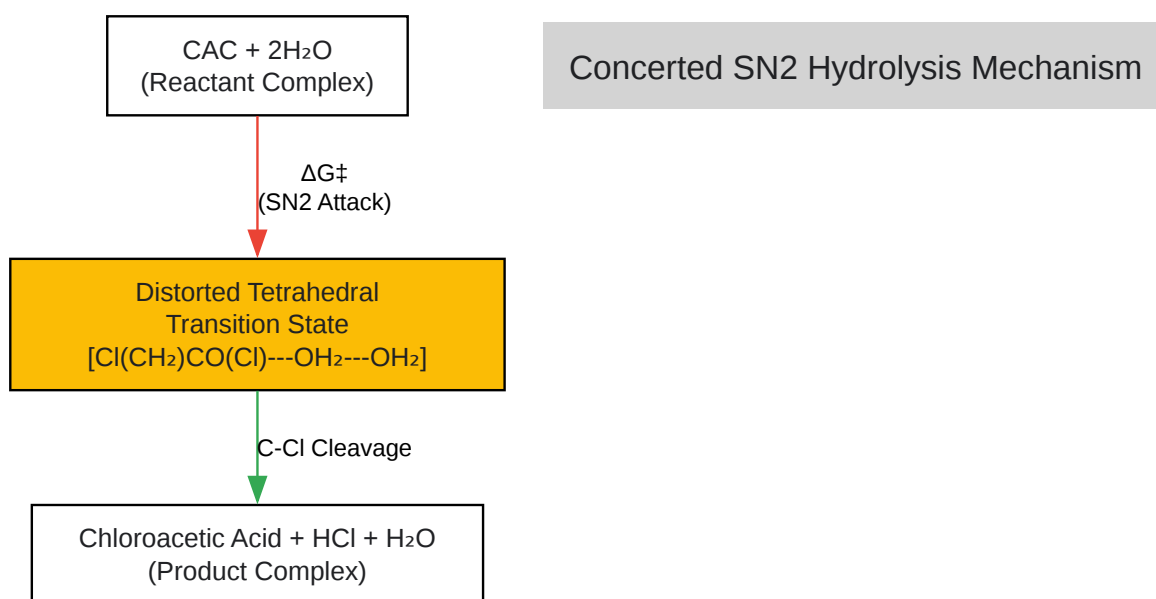 CAC + 2H₂O
(Reactant Complex)
Concerted SN2 Hydrolysis Mechanism
ΔG‡
(SN2 Attack)
Distorted Tetrahedral
Transition State
[Cl(CH₂)CO(Cl)---OH₂---OH₂]
C-Cl Cleavage
Chloroacetic Acid + HCl + H₂O
(Product Complex)